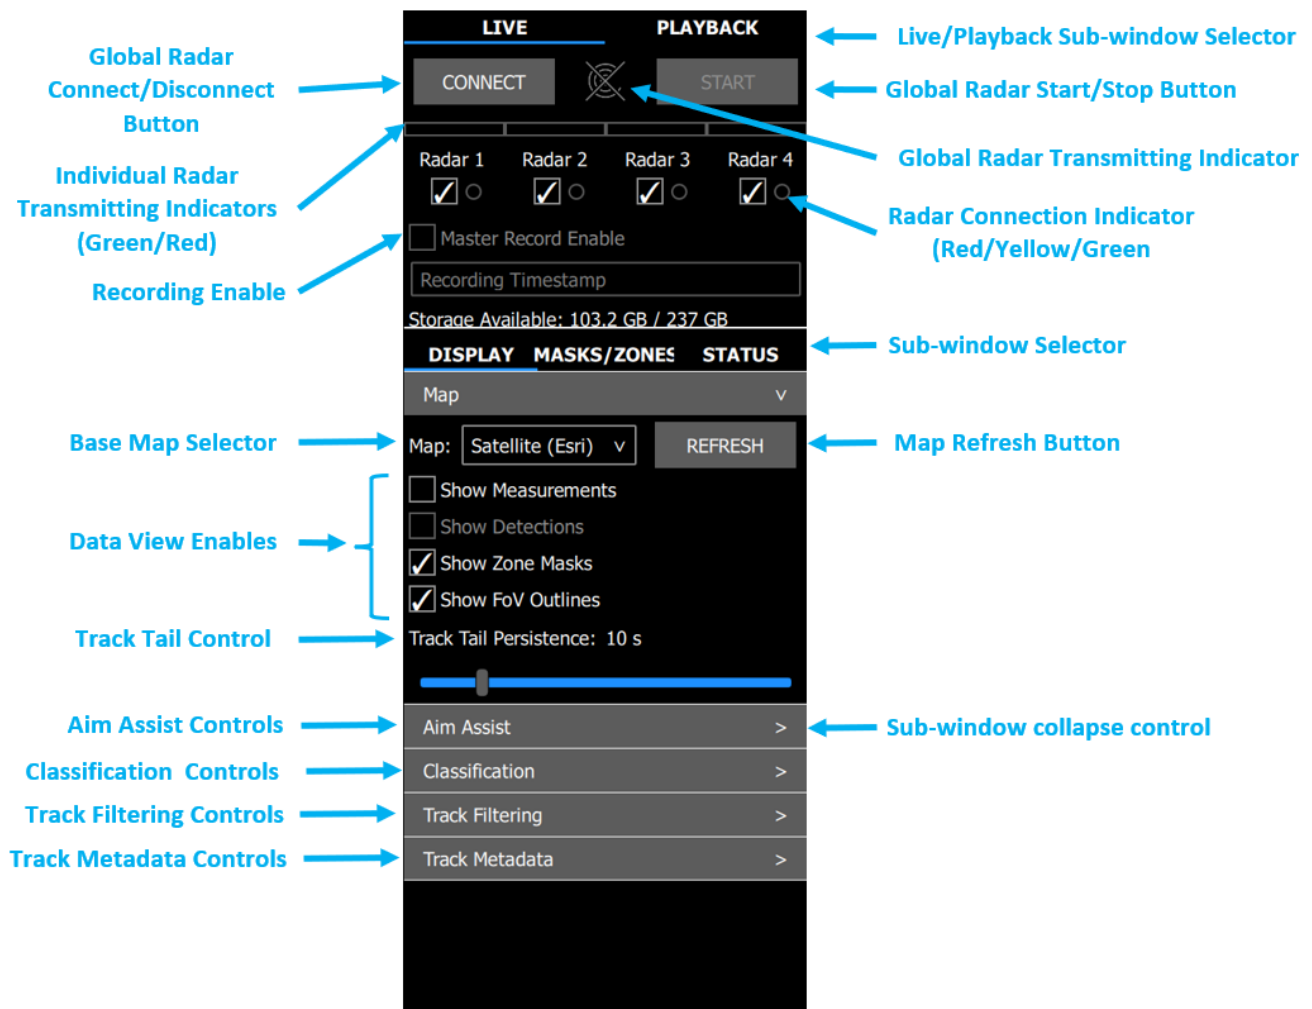 LIVE PLAYBACK
Live/Playback Sub-window Selector
Global Radar
Connect/Disconnect
Button
CONNECT START
Global Radar Start/Stop Button
Global Radar Transmitting Indicator
Individual Radar
Transmitting Indicators
(Green/Red)
Radar 1 Radar 2 Radar 3 Radar 4
Radar Connection Indicator
(Red/Yellow/Green
Recording Enable
Master Record Enable
Recording Timestamp
Storage Available: 103.2 GB / 237 GB
DISPLAY MASKS/ZONES STATUS
Sub-window Selector
Map v
Base Map Selector
Map: Satellite (Esri) v REFRESH
Map Refresh Button
Data View Enables
Show Measurements
Show Detections
Show Zone Masks
Show FoV Outlines
Track Tail Control
Track Tail Persistence: 10 s
Aim Assist Controls
Aim Assist >
Sub-window collapse control
Classification Controls
Classification >
Track Filtering Controls
Track Filtering >
Track Metadata Controls
Track Metadata >